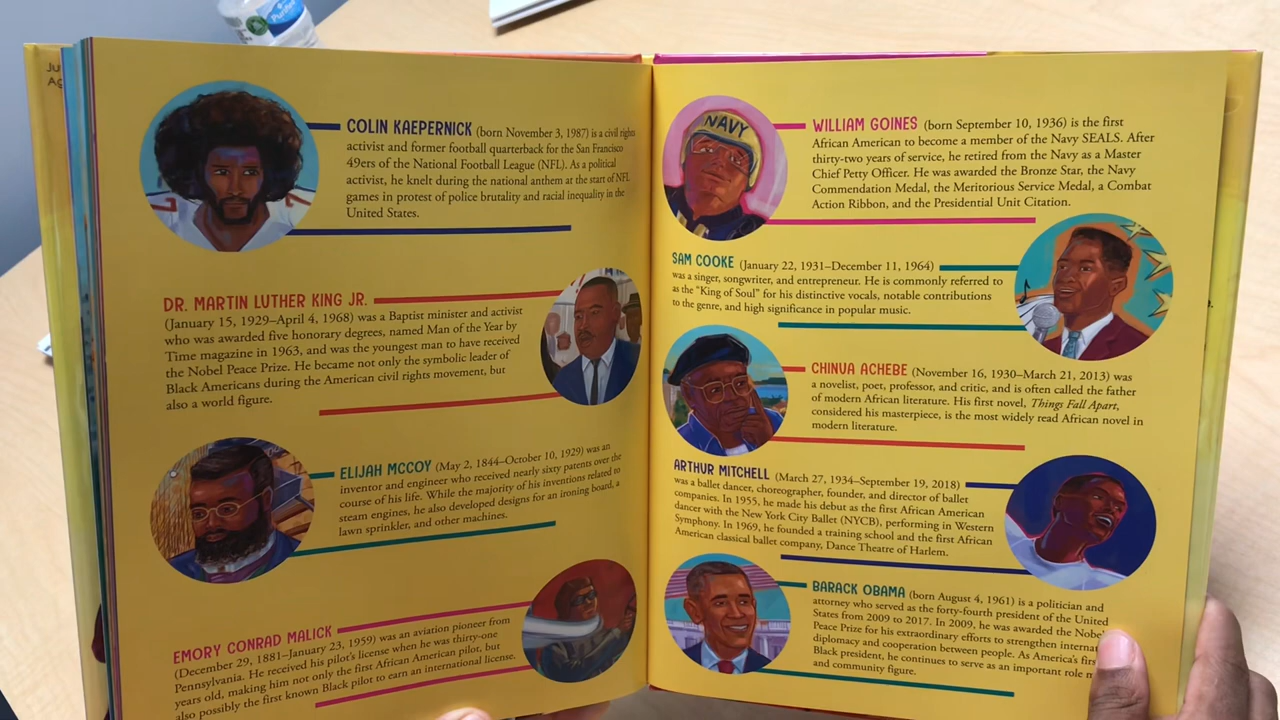 Ju
Ag
COLIN KAEPERNICK (born November 3, 1987) is a civil rights
activist and former football quarterback for the San Francisco
49ers of the National Football League (NFL). As a political
activist, he knelt during the national anthem at the start of NFL
games in protest of police brutality and racial inequality in the
United States.
DR. MARTIN LUTHER KING JR.
(January 15, 1929–April 4, 1968) was a Baptist minister and activist
who was awarded five honorary degrees, named Man of the Year by
Time magazine in 1963, and was the youngest man to have received
the Nobel Peace Prize. He became not only the symbolic leader of
Black Americans during the American civil rights movement, but
also a world figure.
ELIJAH MCCOY (May 2, 1844–October 10, 1929) was an
inventor and engineer who received nearly sixty patents over the
course of his life. While the majority of his inventions related to
steam engines, he also developed designs for an ironing board, a
lawn sprinkler, and other machines.
EMORY CONRAD MALICK
(December 29, 1881–January 23, 1959) was an aviation pioneer from
Pennsylvania. He received his pilot's license when he was thirty-one
years old, making him not only the first African American pilot, but
also possibly the first known Black pilot to earn an international license.
NAVY
WILLIAM GOINES (born September 10, 1936) is the first
African American to become a member of the Navy SEALS. After
thirty-two years of service, he retired from the Navy as a Master
Chief Petty Officer. He was awarded the Bronze Star, the Navy
Commendation Medal, the Meritorious Service Medal, a Combat
Action Ribbon, and the Presidential Unit Citation.
SAM COOKE (January 22, 1931–December 11, 1964)
was a singer, songwriter, and entrepreneur. He is commonly referred to
as the "King of Soul" for his distinctive vocals, notable contributions
to the genre, and high significance in popular music.
CHINUA ACHEBE (November 16, 1930–March 21, 2013) was
a novelist, poet, professor, and critic, and is often called the father
of modern African literature. His first novel, Things Fall Apart,
considered his masterpiece, is the most widely read African novel in
modern literature.
ARTHUR MITCHELL (March 27, 1934–September 19, 2018)
was a ballet dancer, choreographer, founder, and director of ballet
companies. In 1955, he made his debut as the first African American
dancer with the New York City Ballet (NYCB), performing in Western
Symphony. In 1969, he founded a training school and the first African
American classical ballet company, Dance Theatre of Harlem.
BARACK OBAMA (born August 4, 1961) is a politician and
attorney who served as the forty-fourth president of the United
States from 2009 to 2017. In 2009, he was awarded the Nobel
Peace Prize for his extraordinary efforts to strengthen internat
diplomacy and cooperation between people. As America's firs
Black president, he continues to serve as an important role m
and community figure.